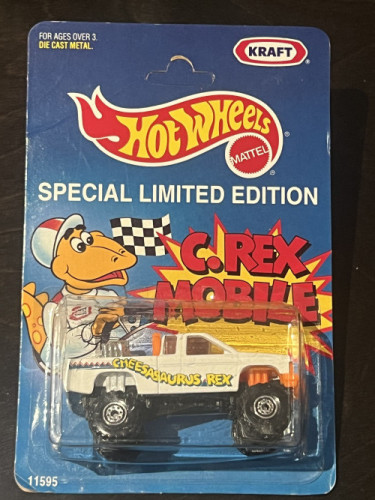 FOR AGES OVER 3.
DIE CAST METAL.
KRAFT
HOT WHEELS
MATTEL
SPECIAL LIMITED EDITION
C. REX
MOBILE
CHEESASAURUS REX
11595